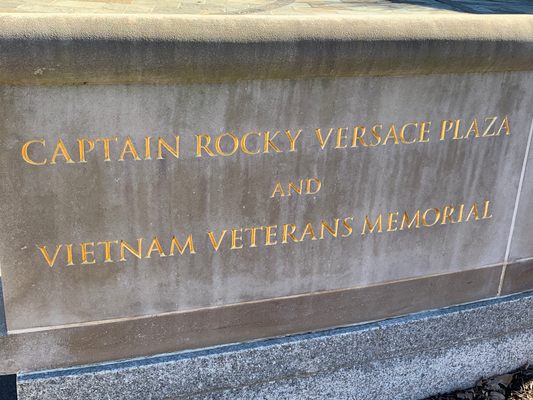 CAPTAIN ROCKY VERSACE PLAZA
AND
VIETNAM VETERANS MEMORIAL